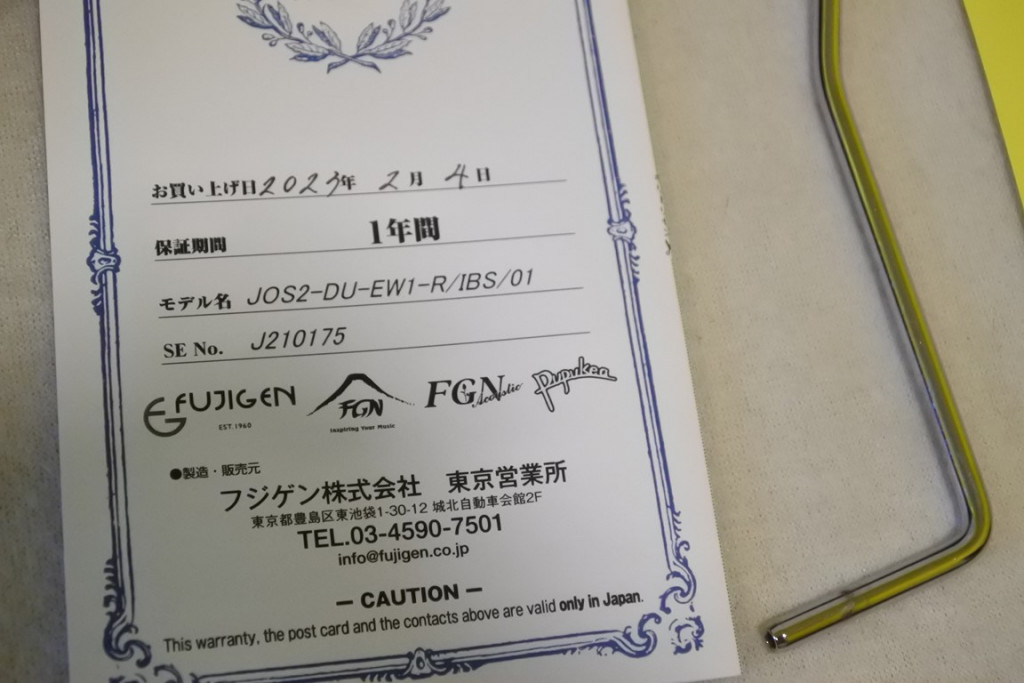 お買い上げ日2023年 2月 4日
保証期間 1年間
モデル名 JOS2-DU-EW1-R/IBS/01
SE No. J210175
FUJIGEN EST.1960 FGN Inspiring Your Music FGN Acoustic Pupukea
●製造・販売元
フジゲン株式会社 東京営業所
東京都豊島区東池袋1-30-12 城北自動車会館2F
TEL.03-4590-7501
info@fujigen.co.jp
– CAUTION –
This warranty, the post card and the contacts above are valid only in Japan.